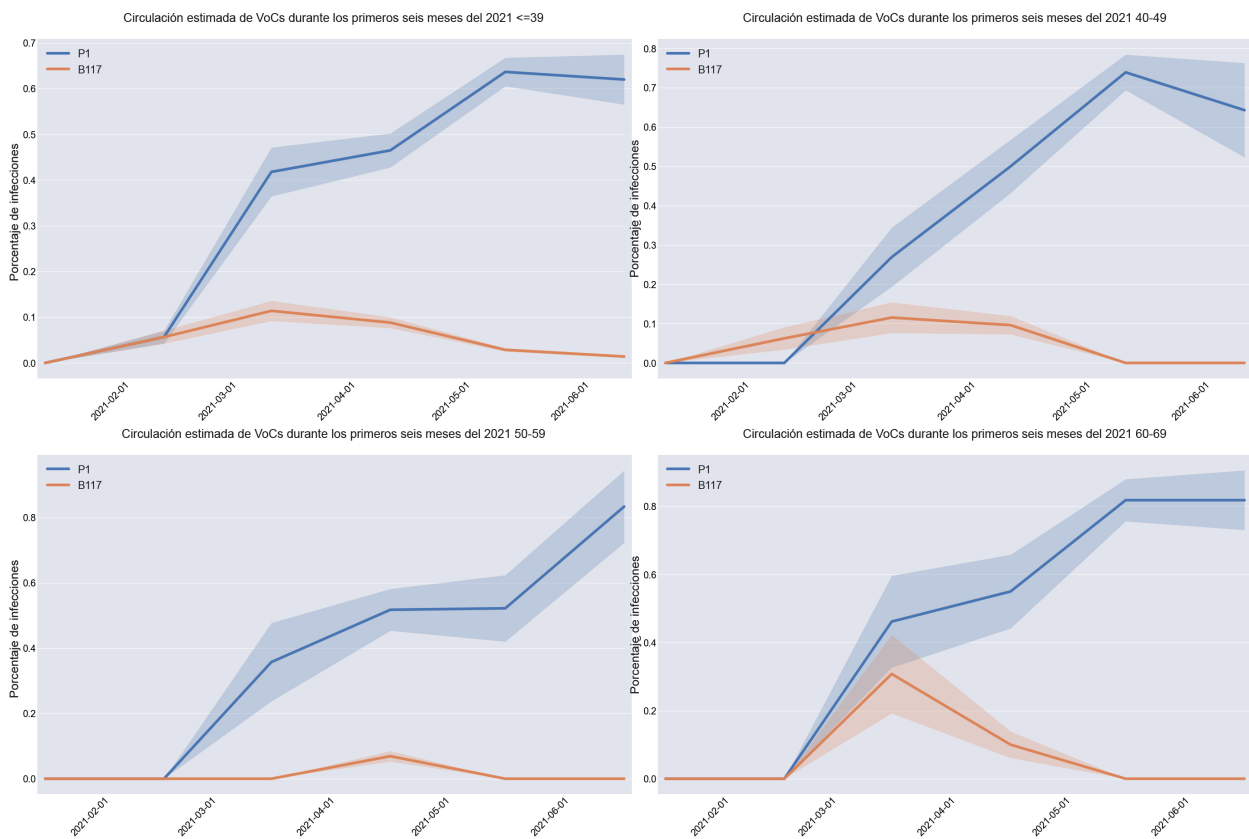 Circulación estimada de VoCs durante los primeros seis meses del 2021 <=39
P1
B117
Porcentaje de infecciones
0.7
0.6
0.5
0.4
0.3
0.2
0.1
0.0
2021-02-01
2021-03-01
2021-04-01
2021-05-01
2021-06-01
Circulación estimada de VoCs durante los primeros seis meses del 2021 40-49
P1
B117
Porcentaje de infecciones
0.8
0.7
0.6
0.5
0.4
0.3
0.2
0.1
0.0
2021-02-01
2021-03-01
2021-04-01
2021-05-01
2021-06-01
Circulación estimada de VoCs durante los primeros seis meses del 2021 50-59
P1
B117
Porcentaje de infecciones
0.8
0.6
0.4
0.2
0.0
2021-02-01
2021-03-01
2021-04-01
2021-05-01
2021-06-01
Circulación estimada de VoCs durante los primeros seis meses del 2021 60-69
P1
B117
Porcentaje de infecciones
0.8
0.6
0.4
0.2
0.0
2021-02-01
2021-03-01
2021-04-01
2021-05-01
2021-06-01